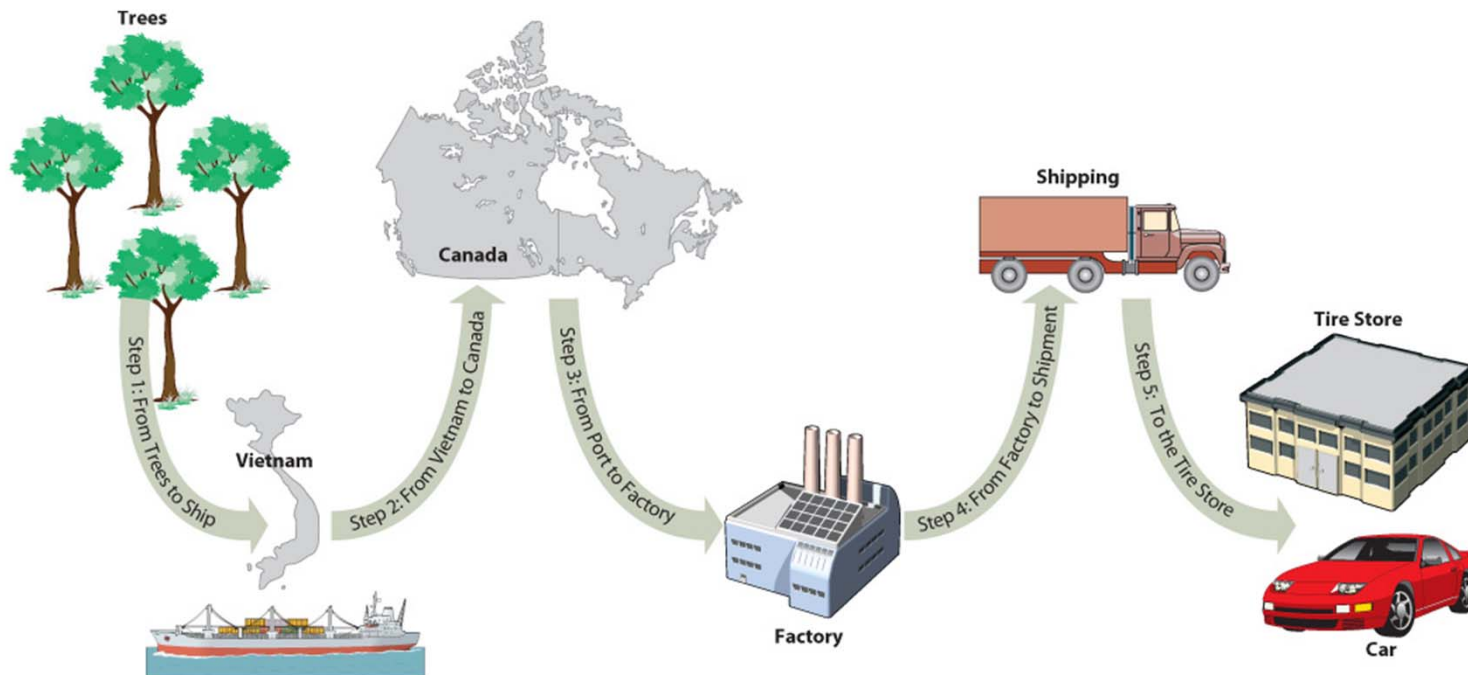 Trees
Step 1: From Trees to Ship
Vietnam
Step 2: From Vietnam to Canada
Canada
Step 3: From Port to Factory
Factory
Step 4: From Factory to Shipment
Shipping
Step 5: To the Tire Store
Tire Store
Car